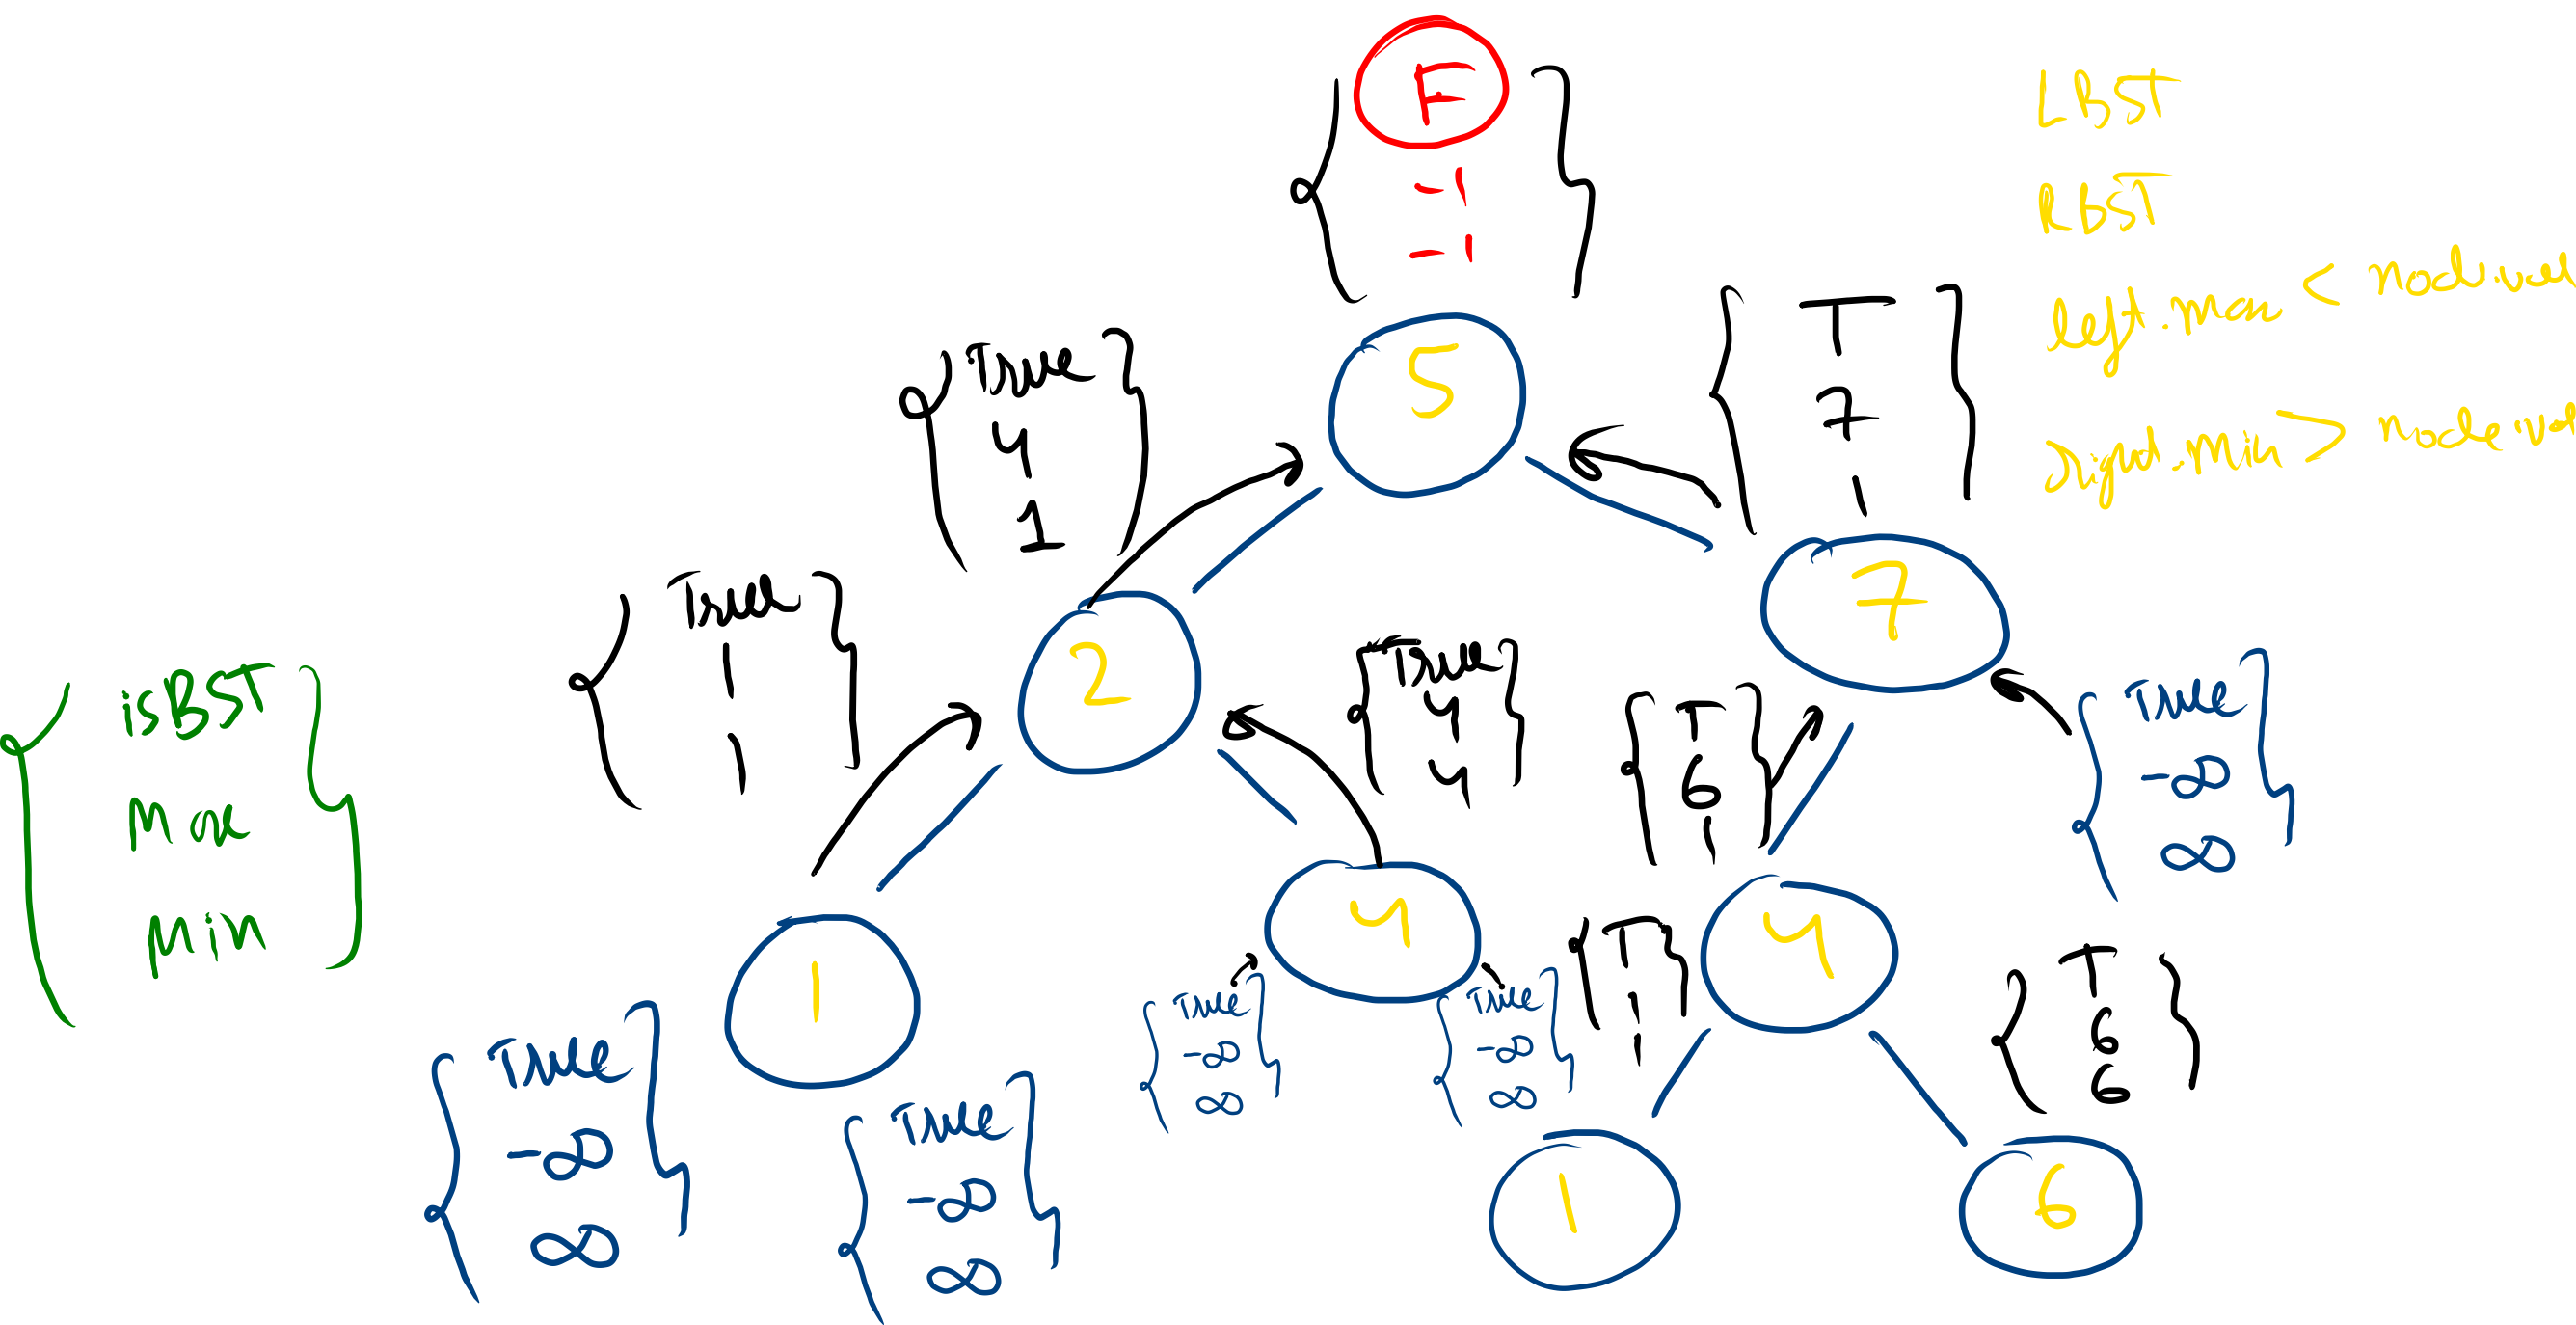 F
-1
-1
LBST
RBST
left.max < node.val
right.min > node.val
5
True
4
1
T
7
1
2
7
True
1
1
True
4
4
T
6
1
True
-∞
∞
isBST
Max
Min
1
4
4
True
-∞
∞
True
-∞
∞
True
-∞
∞
True
-∞
∞
T
1
1
T
6
6
1
6